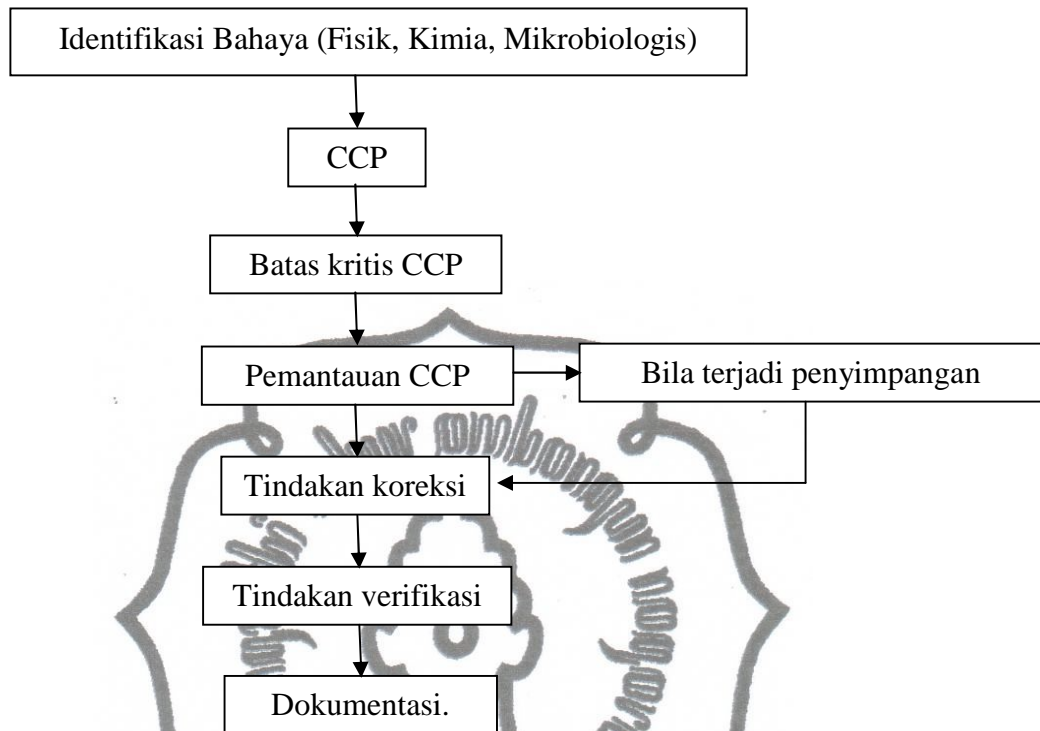 Identifikasi Bahaya (Fisik, Kimia, Mikrobiologis)
CCP
Batas kritis CCP
Pemantauan CCP
Bila terjadi penyimpangan
Tindakan koreksi
Tindakan verifikasi
Dokumentasi.